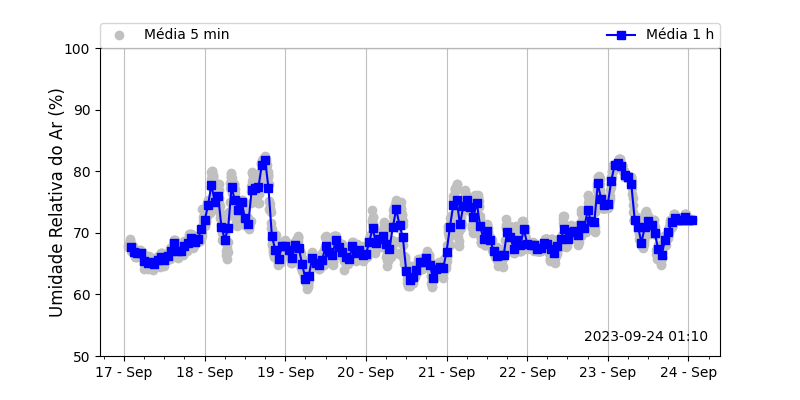 Média 5 min
Média 1 h
Umidade Relativa do Ar (%)
100
90
80
70
60
50
2023-09-24 01:10
17 - Sep
18 - Sep
19 - Sep
20 - Sep
21 - Sep
22 - Sep
23 - Sep
24 - Sep